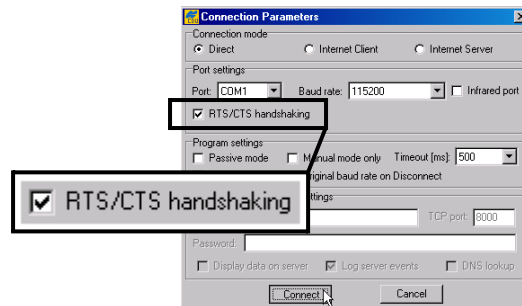 Connection Parameters
Connection mode
Direct Internet Client Internet Server
Port settings
Port: COM1 Baud rate: 115200 Infrared port
RTS/CTS handshaking
Program settings
Passive mode Manual mode only Timeout [ms]: 500
RTS/CTS handshaking
original baud rate on Disconnect
TCP port: 8000
Password:
Display data on server Log server events DNS lookup
Connect Cancel